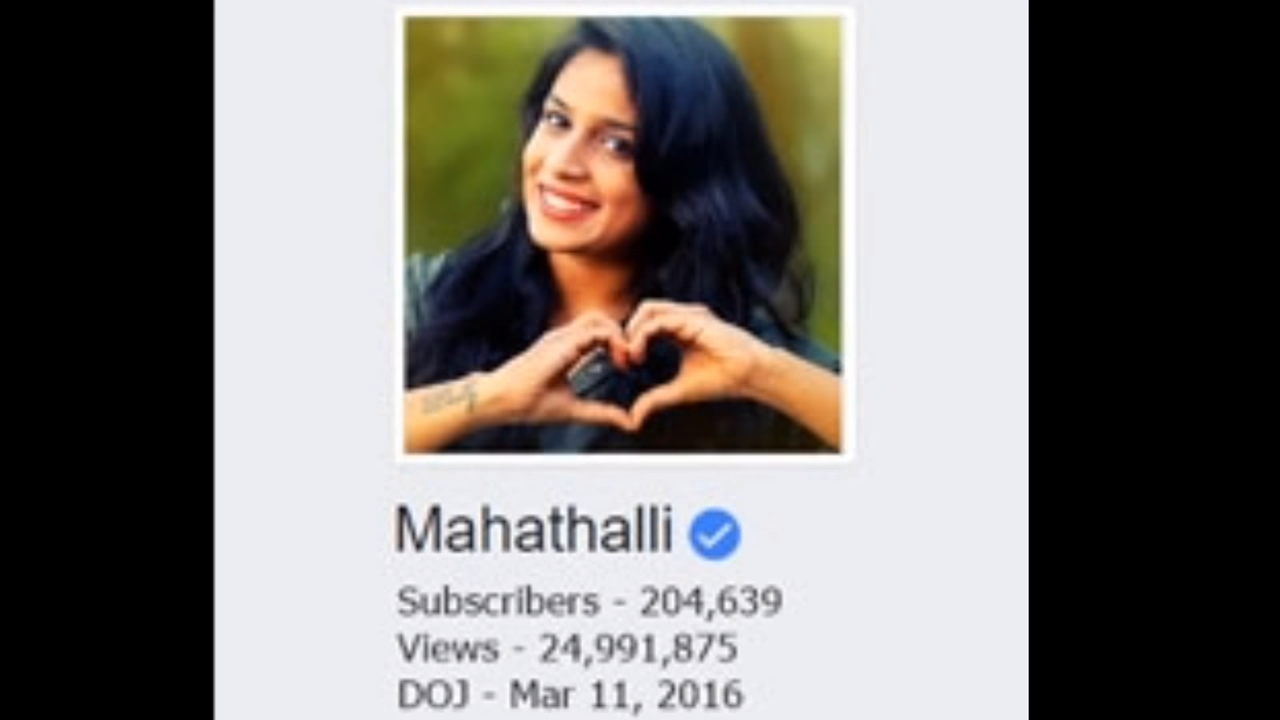 Mahathalli
Subscribers - 204,639
Views - 24,991,875
DOJ - Mar 11, 2016